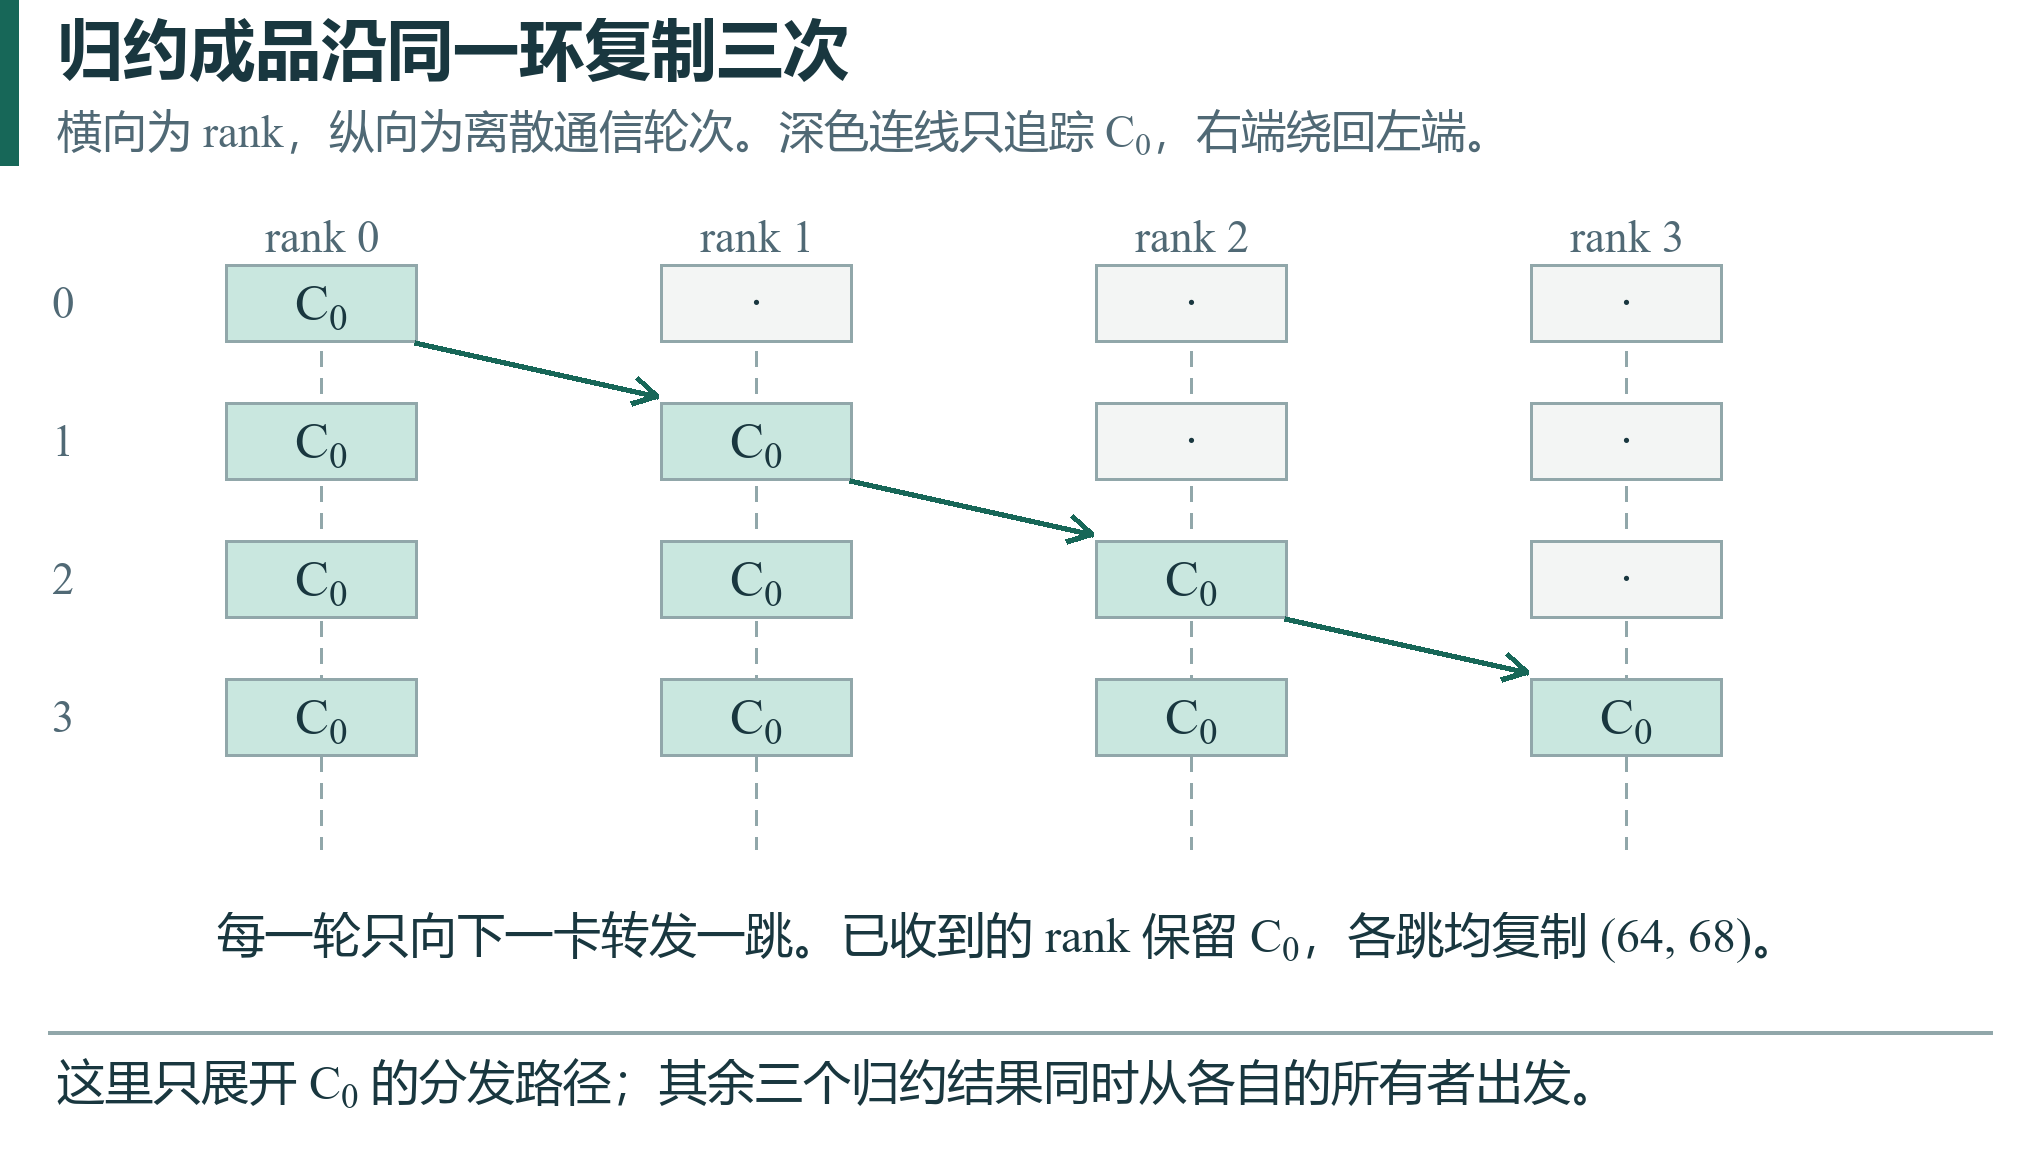 归约成品沿同一环复制三次
横向为 rank，纵向为离散通信轮次。深色连线只追踪 C₀，右端绕回左端。
rank 0 rank 1 rank 2 rank 3
0 C₀ · · ·
1 C₀ C₀ · ·
2 C₀ C₀ C₀ ·
3 C₀ C₀ C₀ C₀
每一轮只向下一卡转发一跳。已收到的 rank 保留 C₀，各跳均复制 (64, 68)。
这里只展开 C₀ 的分发路径；其余三个归约结果同时从各自的所有者出发。